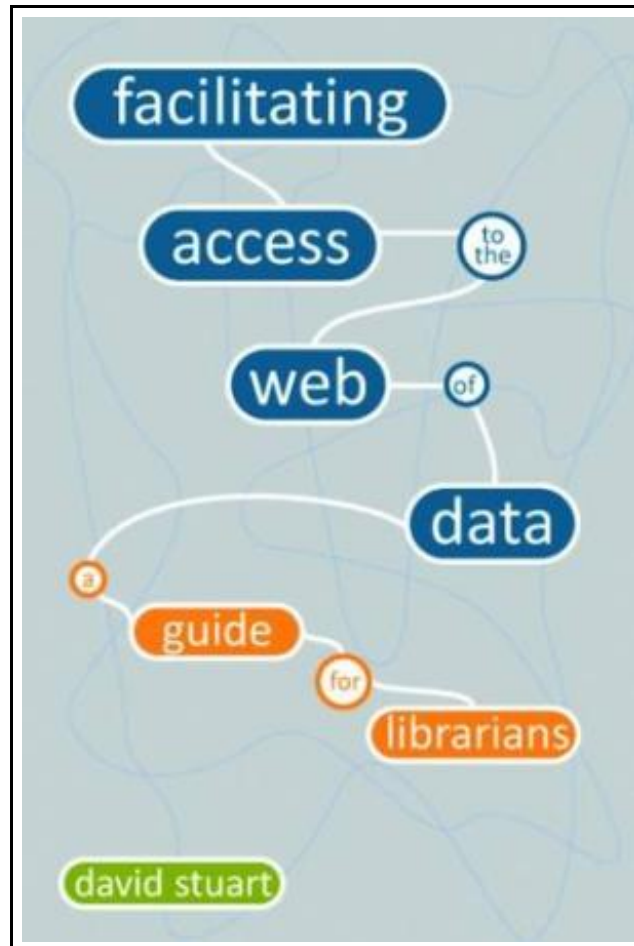 facilitating
access
to
the
web
of
data
a
guide
for
librarians
david stuart